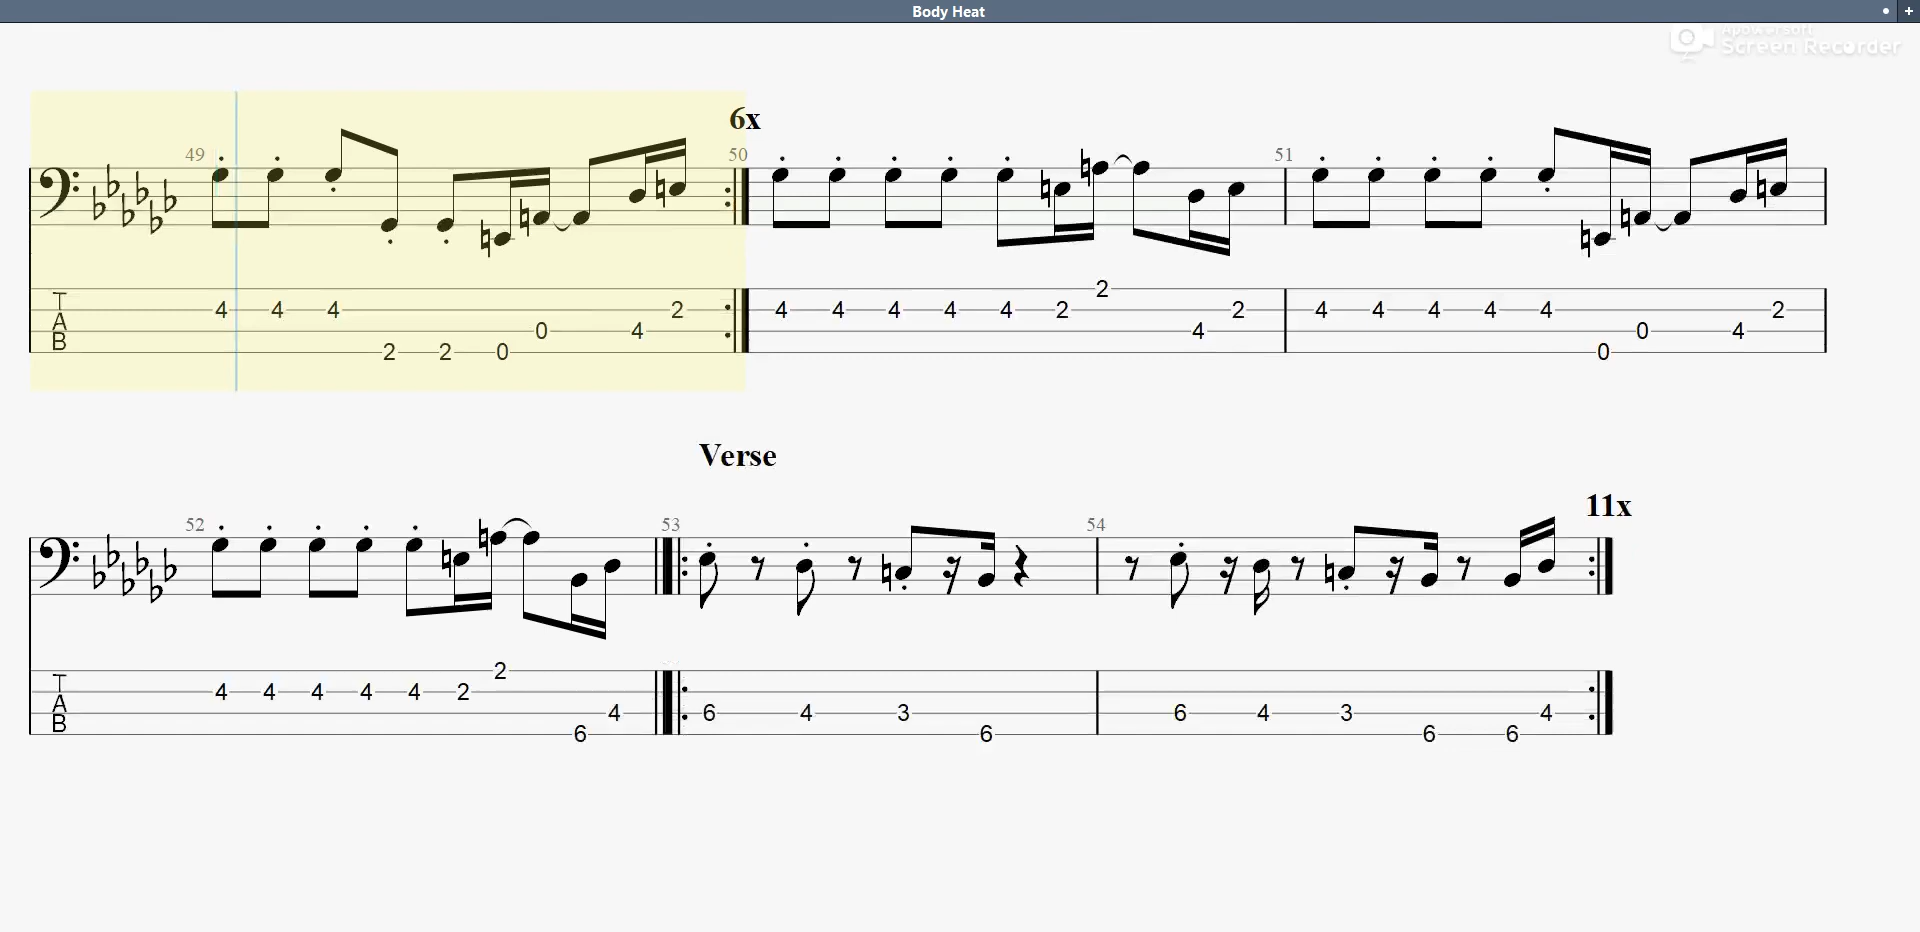 Body Heat
Apowersoft
Screen Recorder
6x
49 50 51
4 4 4 2 2 0 0 4 2 4 4 4 4 4 2 2 4 2 4 4 4 4 4 0 0 4 2
T
A
B
Verse
11x
52 53 54
4 4 4 4 4 2 2 6 4 6 4 3 6 6 4 3 6 6 4
T
A
B